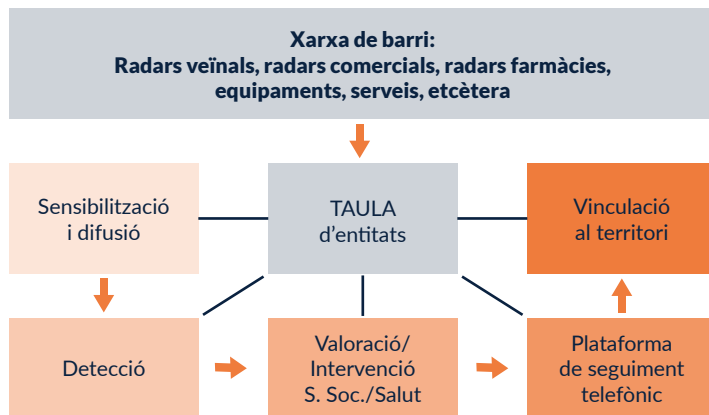 Xarxa de barri:
Radars veïnals, radars comercials, radars farmàcies,
equipaments, serveis, etcètera
Sensibilització
i difusió
TAULA
d'entitats
Vinculació
al territori
Detecció
Valoració/
Intervenció
S. Soc./Salut
Plataforma
de seguiment
telefònic